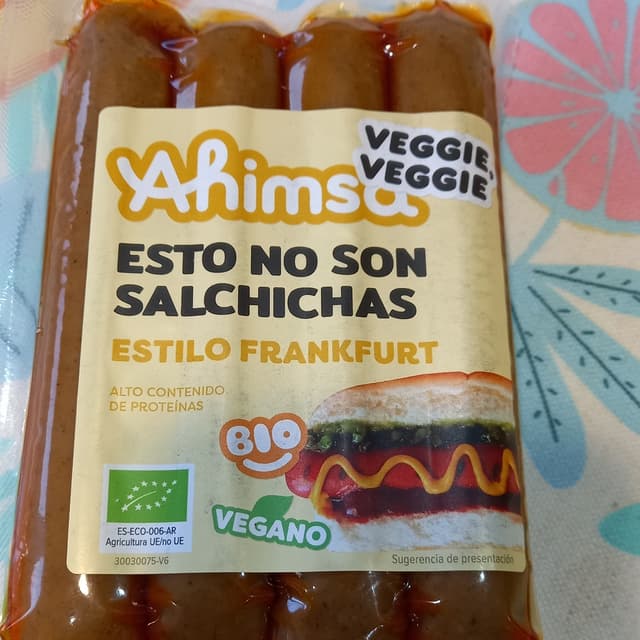 Ahimsa
VEGGIE,
VEGGIE
ESTO NO SON
SALCHICHAS
ESTILO FRANKFURT
ALTO CONTENIDO
DE PROTEÍNAS
BIO
VEGANO
ES-ECO-006-AR
Agricultura UE/no UE
30030075-V6
Sugerencia de presentación